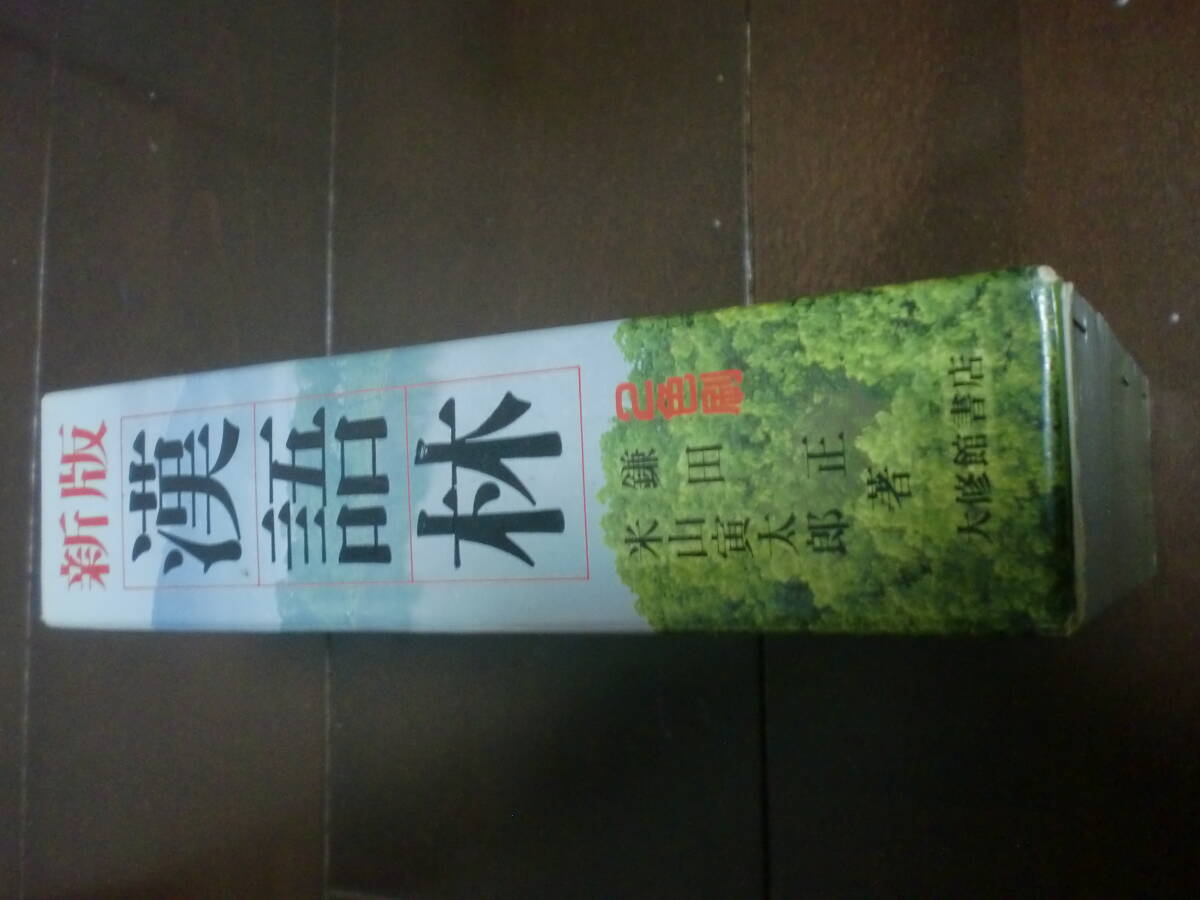 新版
漢語林
2色刷
鎌田正
米山寅太郎
著
大修館書店